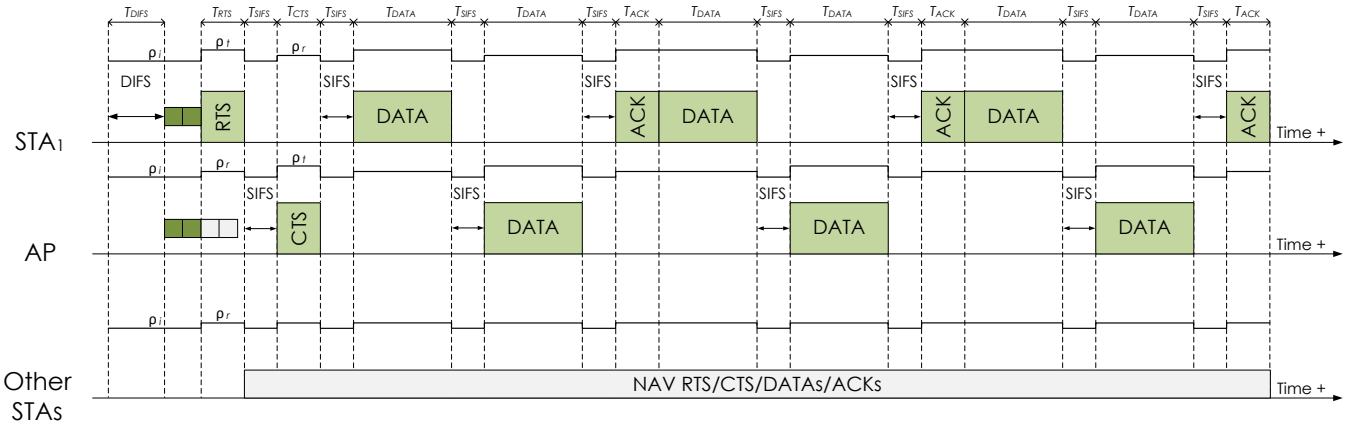 TDIFS TRTS TSIFS TCTS TSIFS TDATA TSIFS TDATA TSIFS TACK TDATA TSIFS TDATA TSIFS TACK TDATA TSIFS TDATA TSIFS TACK
ρi ρt ρr
DIFS SIFS SIFS SIFS SIFS
RTS DATA ACK DATA ACK DATA ACK
STA1 Time +
ρi ρr ρt
SIFS SIFS SIFS SIFS
CTS DATA DATA DATA
AP Time +
ρi ρr
NAV RTS/CTS/DATAs/ACKs
Other
STAs
Time +